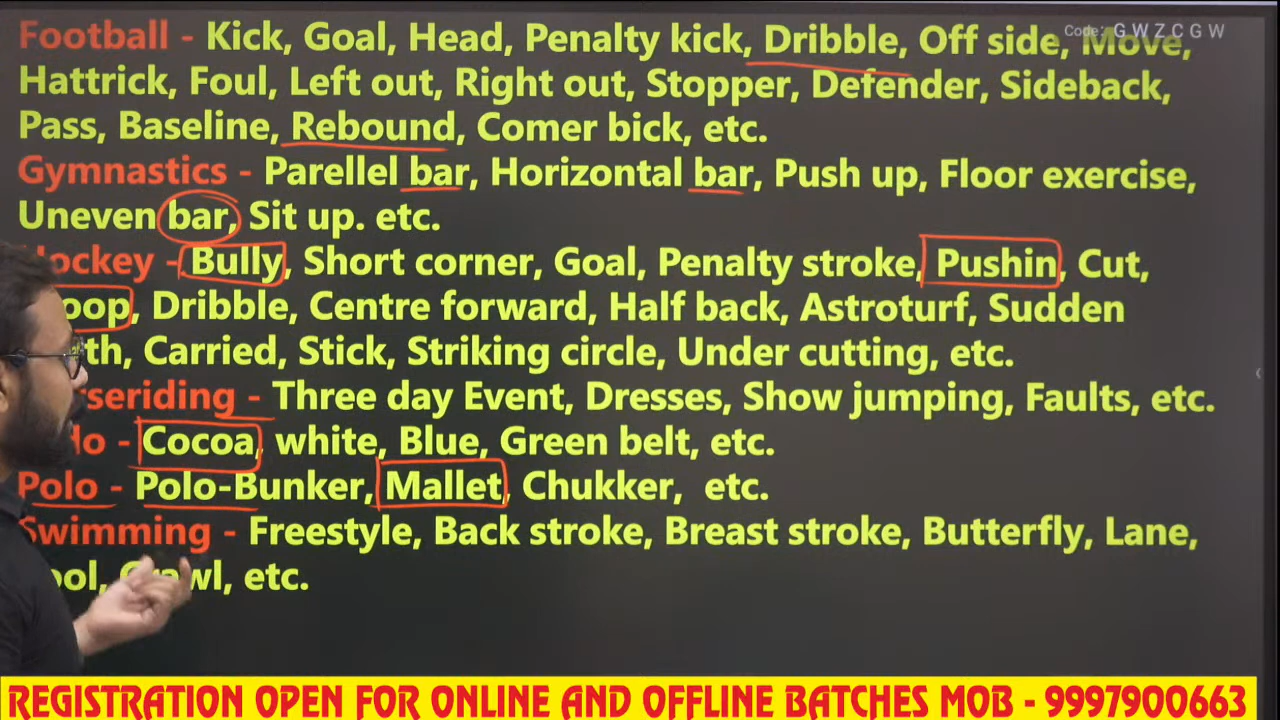 Football - Kick, Goal, Head, Penalty kick, Dribble, Off side, Move,
Code: G W Z C G W
Hattrick, Foul, Left out, Right out, Stopper, Defender, Sideback,
Pass, Baseline, Rebound, Comer bick, etc.
Gymnastics - Parellel bar, Horizontal bar, Push up, Floor exercise,
Uneven bar, Sit up. etc.
Hockey - Bully, Short corner, Goal, Penalty stroke, Pushin, Cut,
Dribble, Centre forward, Half back, Astroturf, Sudden
Carried, Stick, Striking circle, Under cutting, etc.
- Three day Event, Dresses, Show jumping, Faults, etc.
- Cocoa, white, Blue, Green belt, etc.
Polo - Polo-Bunker, Mallet, Chukker, etc.
Swimming - Freestyle, Back stroke, Breast stroke, Butterfly, Lane,
etc.
REGISTRATION OPEN FOR ONLINE AND OFFLINE BATCHES MOB - 9997900663